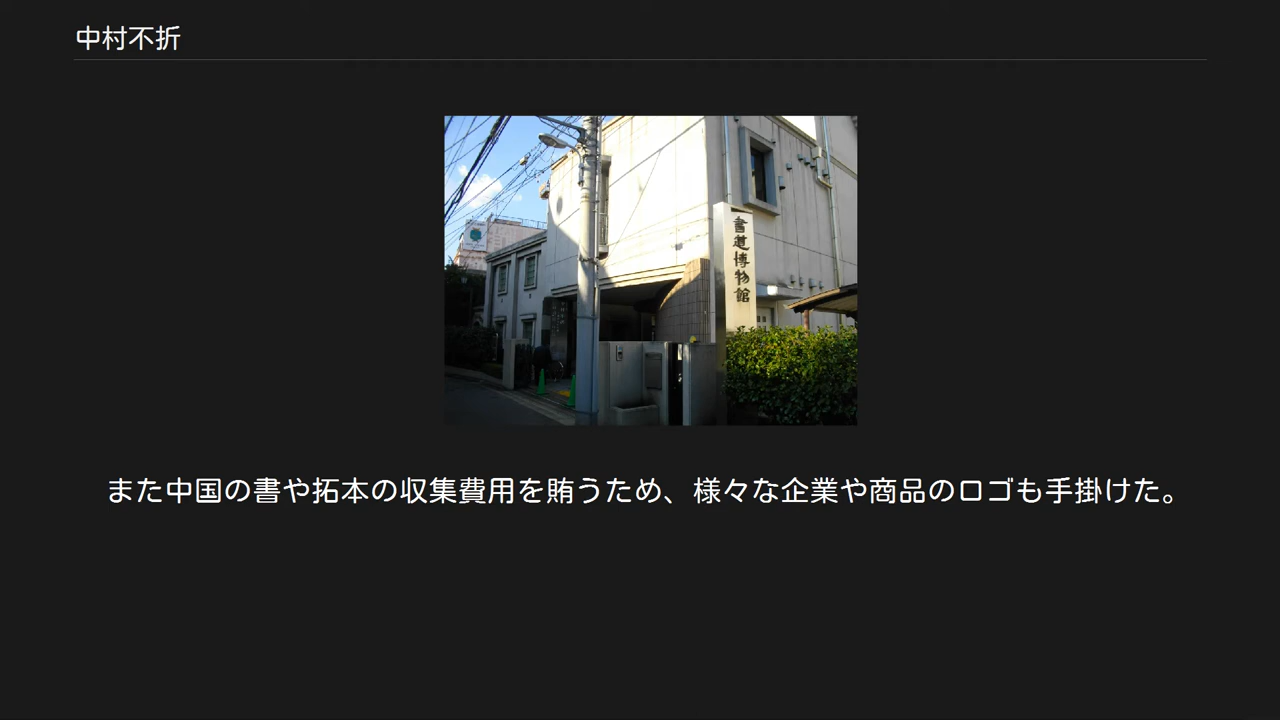 中村不折
書道博物館
また中国の書や拓本の収集費用を賄うため、様々な企業や商品のロゴも手掛けた。